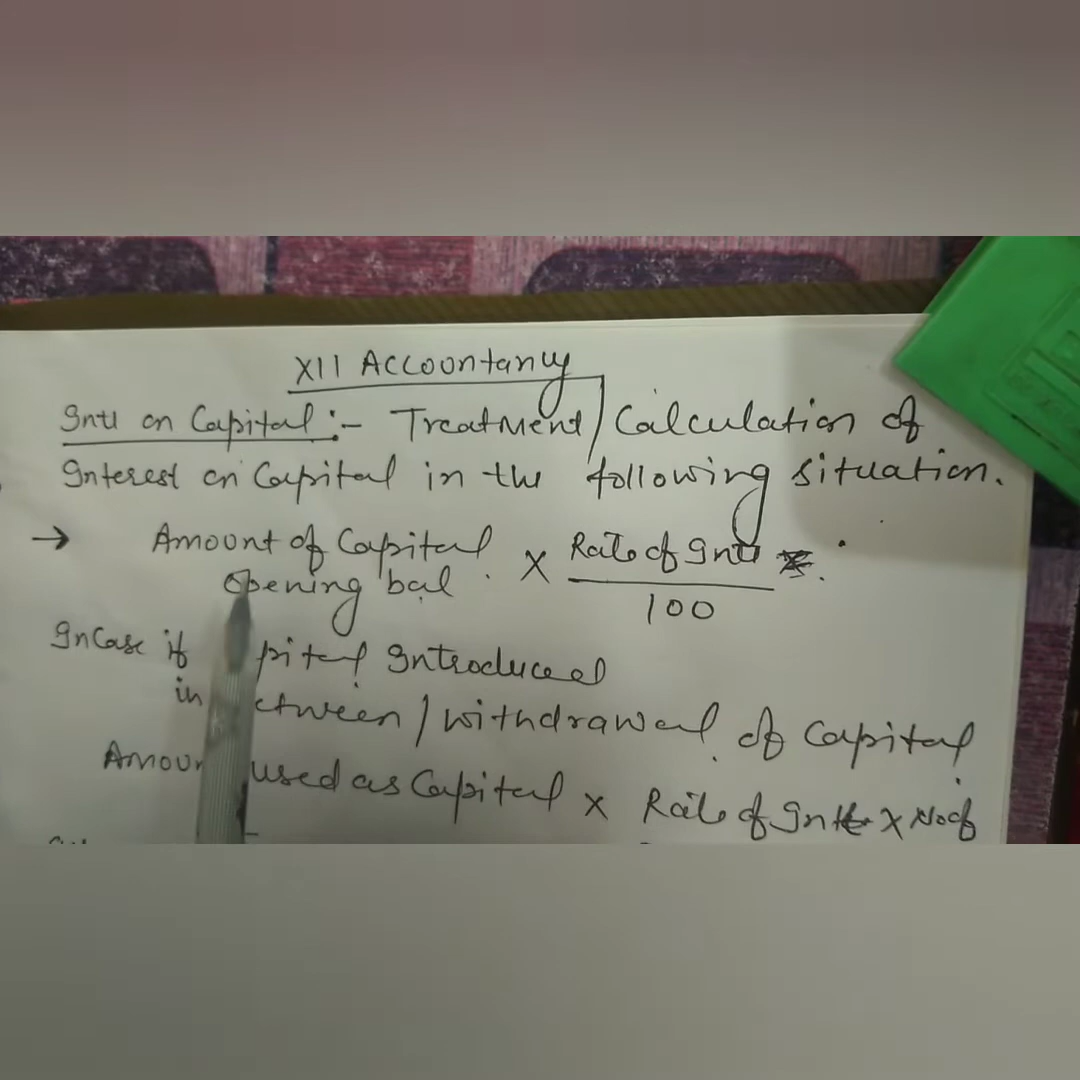 XII Accountancy
Intt on Capital :- Treatment/Calculation of
Interest on Capital in the following situation.
→ Amount of Capital × Rate of Intt
Opening bal 100
Incase if pital Introduced
in etween/withdrawal of Capital
Amoun used as Capital × Rate of Intt × No of